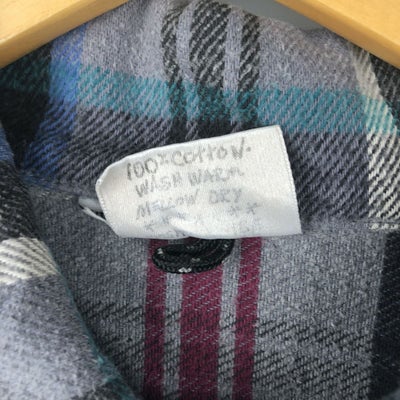 100% COTTON.
WASH WARM
MELLOW DRY